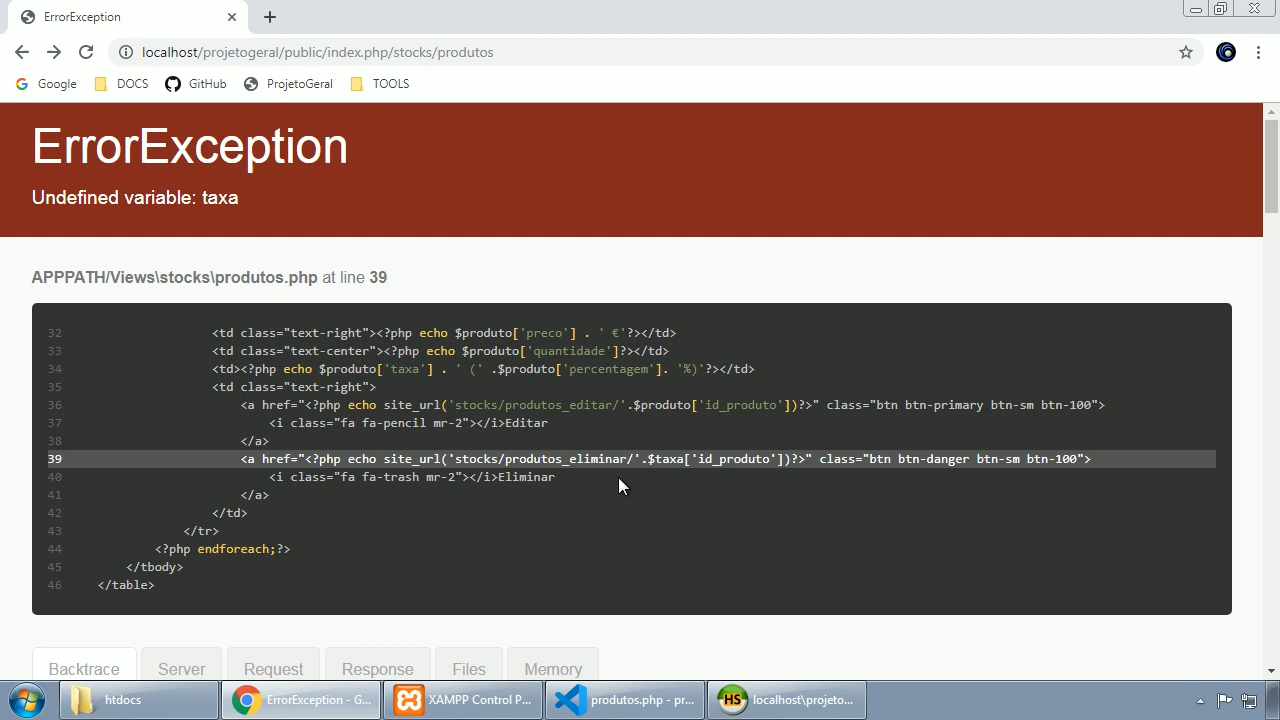 ErrorException
localhost/projetogeral/public/index.php/stocks/produtos
Google DOCS GitHub ProjetoGeral TOOLS
ErrorException
Undefined variable: taxa
APPPATH/Views\stocks\produtos.php at line 39
32 <td class="text-right"><?php echo $produto['preco'] . ' €'?></td>
33 <td class="text-center"><?php echo $produto['quantidade']?></td>
34 <td><?php echo $produto['taxa'] . ' (' .$produto['percentagem']. '%)'?></td>
35 <td class="text-right">
36 <a href="<?php echo site_url('stocks/produtos_editar/'.$produto['id_produto'])?>" class="btn btn-primary btn-sm btn-100">
37 <i class="fa fa-pencil mr-2"></i>Editar
38 </a>
39 <a href="<?php echo site_url('stocks/produtos_eliminar/'.$taxa['id_produto'])?>" class="btn btn-danger btn-sm btn-100">
40 <i class="fa fa-trash mr-2"></i>Eliminar
41 </a>
42 </td>
43 </tr>
44 <?php endforeach;?>
45 </tbody>
46 </table>
Backtrace Server Request Response Files Memory
htdocs ErrorException - G... XAMPP Control P... produtos.php - pr... HS localhost/projeto...